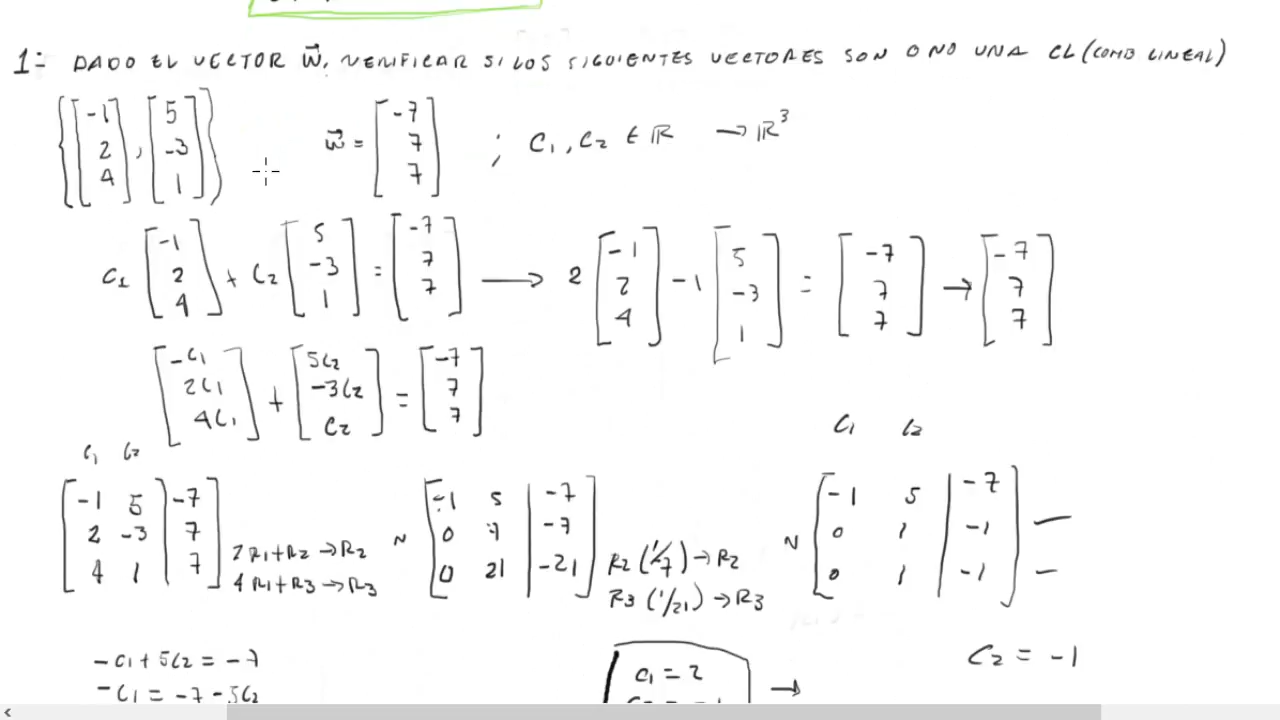 1= DADO EL VECTOR w⃗, VERIFICAR SI LOS SIGUIENTES VECTORES SON O NO UNA CL (COMB LINEAL)
{[-1 2 4], [5 -3 1]} w⃗ = [-7 7 7] ; C1, C2 ∈ ℝ → ℝ³
C1 [-1 2 4] + C2 [5 -3 1] = [-7 7 7] → 2 [-1 2 4] -1 [5 -3 1] = [-7 7 7] → [-7 7 7]
[-C1 2C1 4C1] + [5C2 -3C2 C2] = [-7 7 7]
C1 C2 C1 C2
-1 5 | -7 ~ -1 5 | -7 ~ -1 5 | -7
2 -3 | 7 2R1+R2→R2 0 7 | -7 R2(1/7)→R2 0 1 | -1 —
4 1 | 7 4R1+R3→R3 0 21 | -21 R3(1/21)→R3 0 1 | -1 —
-C1 + 5C2 = -7 C1 = 2 → C2 = -1
-C1 = -7 - 5C2